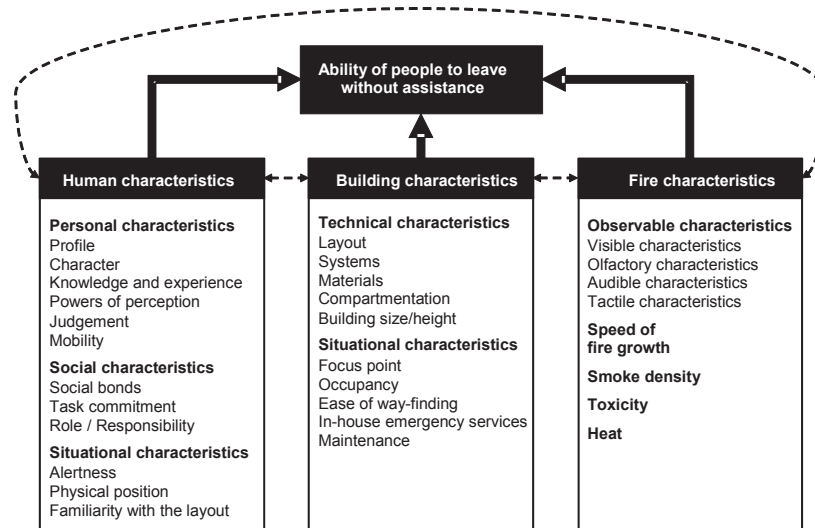 Ability of people to leave
without assistance
Human characteristics
Personal characteristics
Profile
Character
Knowledge and experience
Powers of perception
Judgement
Mobility
Social characteristics
Social bonds
Task commitment
Role / Responsibility
Situational characteristics
Alertness
Physical position
Familiarity with the layout
Building characteristics
Technical characteristics
Layout
Systems
Materials
Compartmentation
Building size/height
Situational characteristics
Focus point
Occupancy
Ease of way-finding
In-house emergency services
Maintenance
Fire characteristics
Observable characteristics
Visible characteristics
Olfactory characteristics
Audible characteristics
Tactile characteristics
Speed of
fire growth
Smoke density
Toxicity
Heat